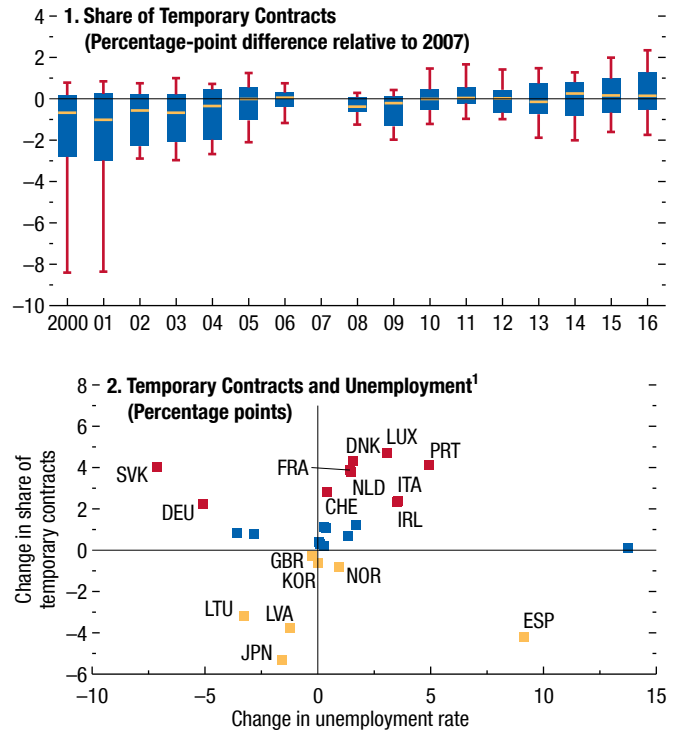 1. Share of Temporary Contracts
(Percentage-point difference relative to 2007)
4
2
0
−2
−4
−6
−8
−10
2000 01 02 03 04 05 06 07 08 09 10 11 12 13 14 15 16
2. Temporary Contracts and Unemployment1
(Percentage points)
Change in share of
temporary contracts
8
6
4
2
0
−2
−4
−6
SVK
DEU
FRA
DNK
LUX
PRT
NLD
ITA
CHE
IRL
GBR
KOR
NOR
LTU
LVA
JPN
ESP
−10 −5 0 5 10 15
Change in unemployment rate